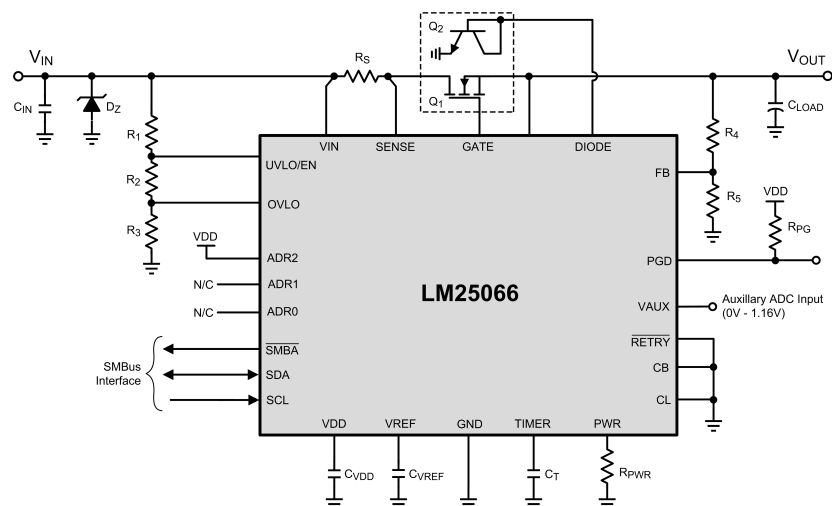 Q2
VIN
RS
VOUT
CIN
DZ
Q1
CLOAD
R1
VIN
SENSE
GATE
DIODE
R4
UVLO/EN
FB
R2
R5
VDD
OVLO
R3
RPG
VDD
ADR2
PGD
N/C
ADR1
LM25066
VAUX
Auxillary ADC Input
(0V - 1.16V)
N/C
ADR0
RETRY
SMBA
SMBus
Interface
SDA
CB
SCL
CL
VDD
VREF
GND
TIMER
PWR
CVDD
CVREF
CT
RPWR